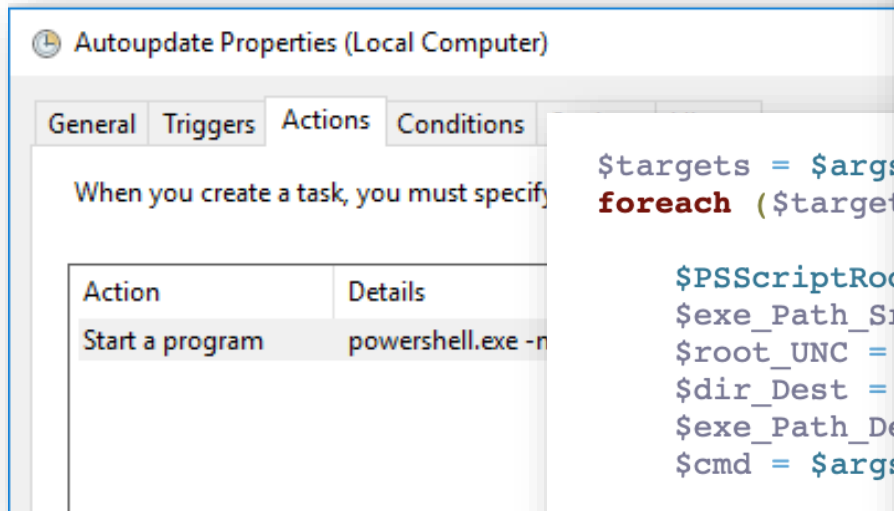 Autoupdate Properties (Local Computer)
General Triggers Actions Conditions
When you create a task, you must specify
Action Details
Start a program powershell.exe -n
$targets = $args
foreach ($target
$PSScriptRoo
$exe_Path_Sr
$root_UNC =
$dir_Dest =
$exe_Path_De
$cmd = $args